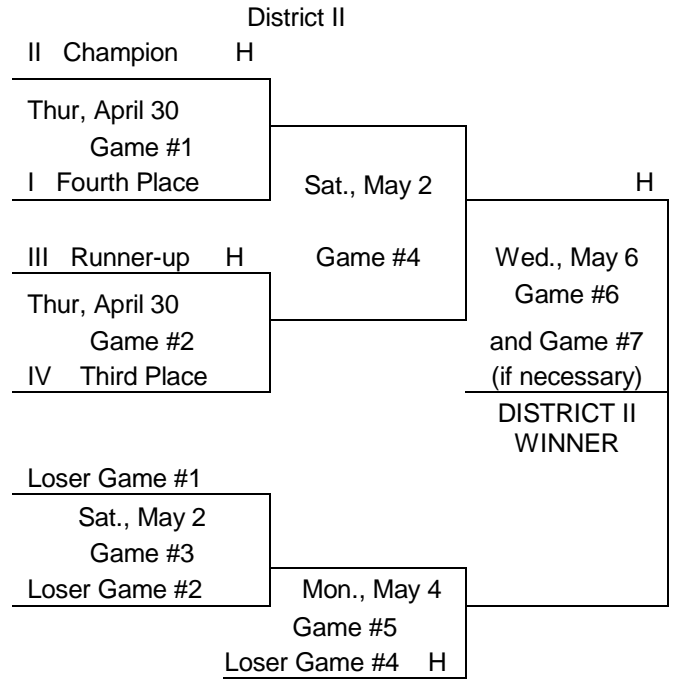 District II
II Champion H
Thur, April 30
Game #1
I Fourth Place
Sat., May 2
H
III Runner-up H
Game #4
Wed., May 6
Game #6
Thur, April 30
Game #2
and Game #7
IV Third Place
(if necessary)
DISTRICT II
WINNER
Loser Game #1
Sat., May 2
Game #3
Loser Game #2
Mon., May 4
Game #5
Loser Game #4 H